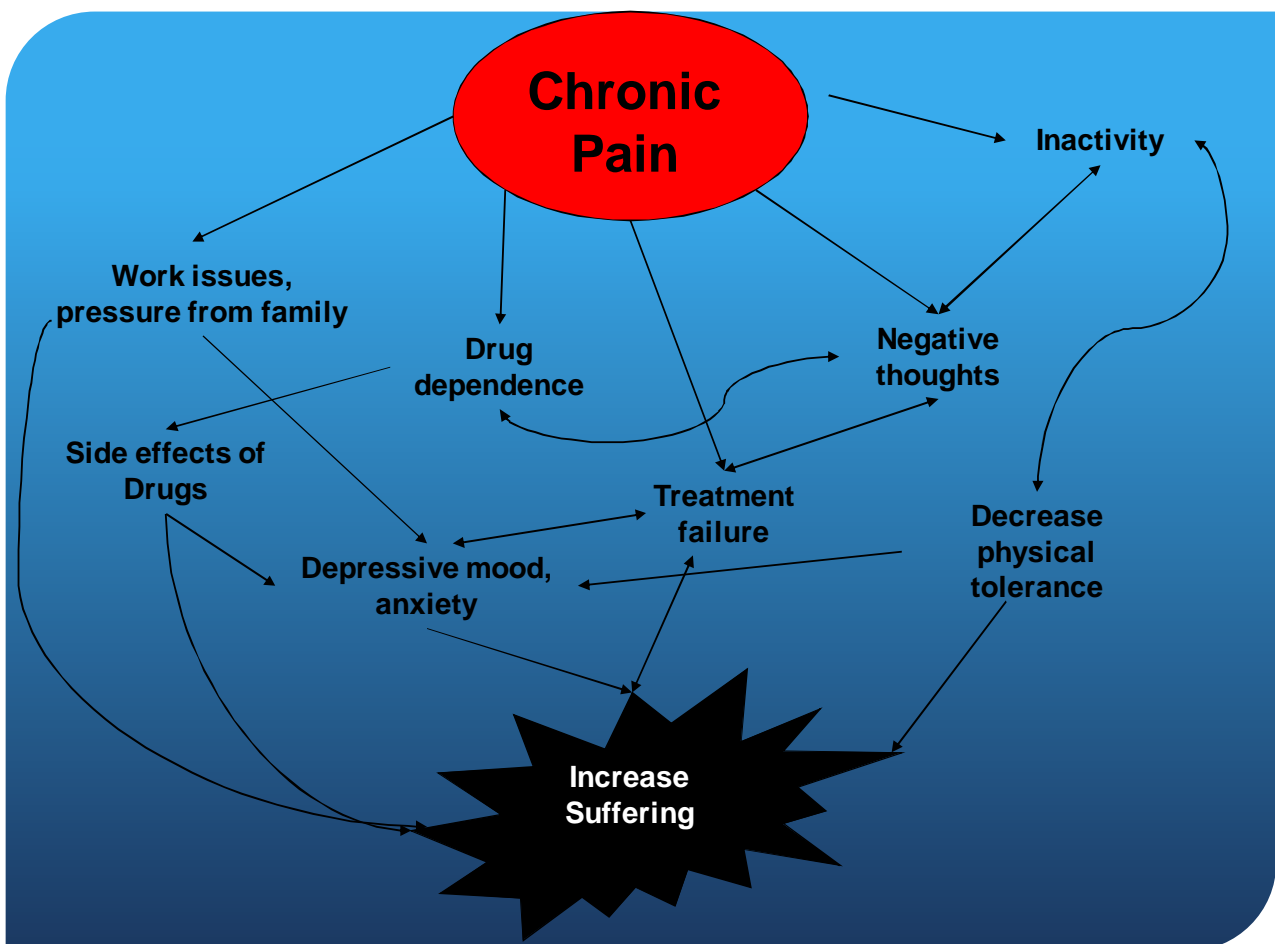 Chronic
Pain
Inactivity
Work issues,
pressure from family
Drug
dependence
Negative
thoughts
Side effects of
Drugs
Treatment
failure
Decrease
physical
tolerance
Depressive mood,
anxiety
Increase
Suffering